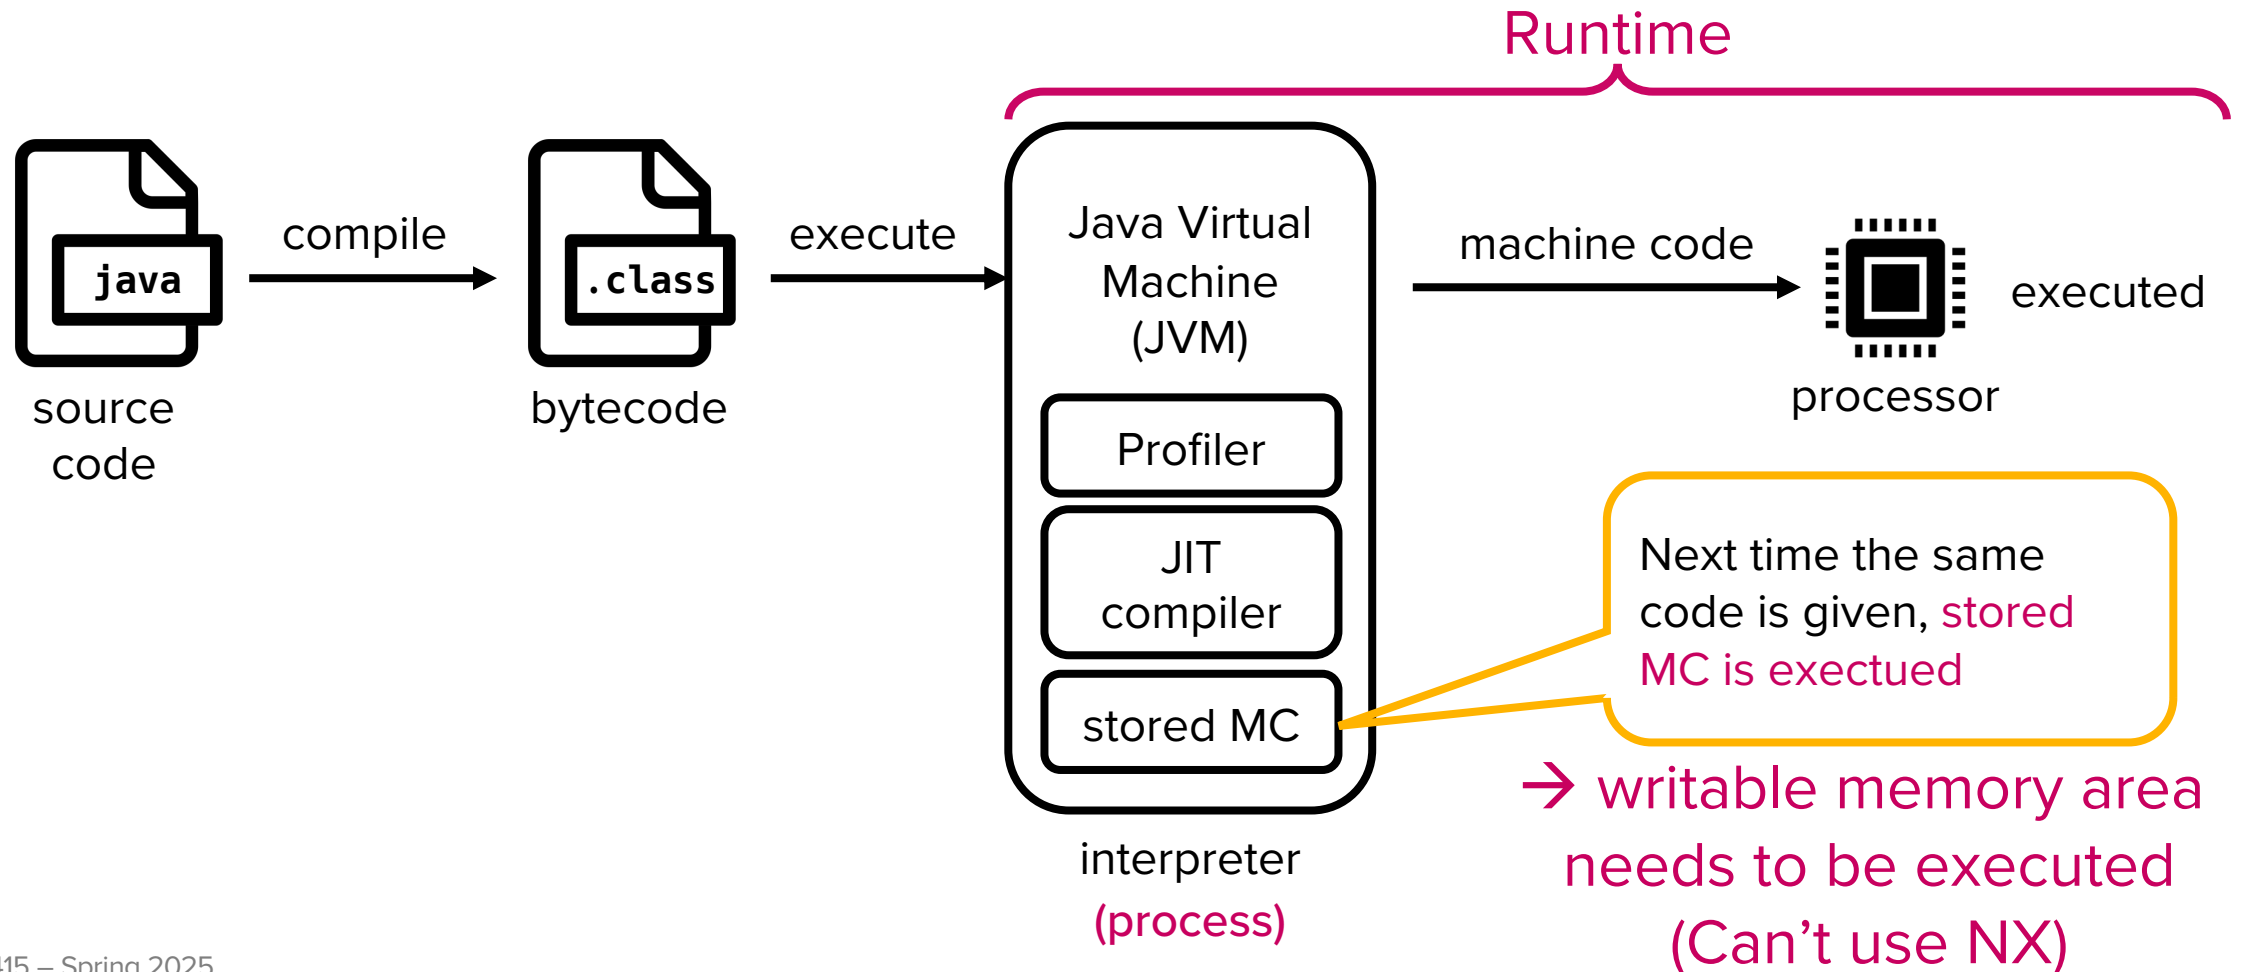 Runtime
java
compile
.class
execute
Java Virtual
Machine
(JVM)
machine code
executed
source
code
bytecode
processor
Profiler
JIT
compiler
stored MC
Next time the same
code is given, stored
MC is exectued
→ writable memory area
needs to be executed
(Can’t use NX)
interpreter
(process)
415 – Spring 2025